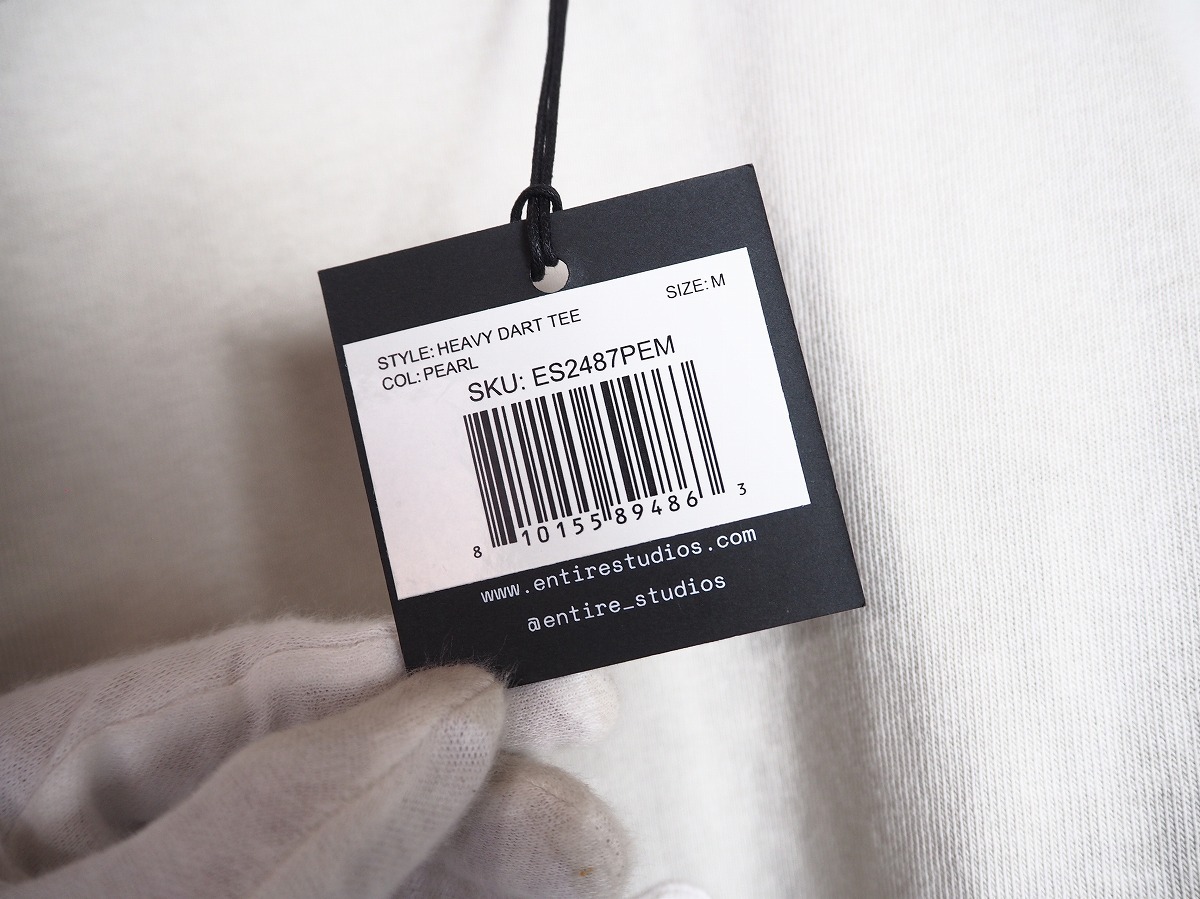 SIZE: M
STYLE: HEAVY DART TEE
COL: PEARL
SKU: ES2487PEM
8 10155 89486 3
www.entirestudios.com
@entire_studios